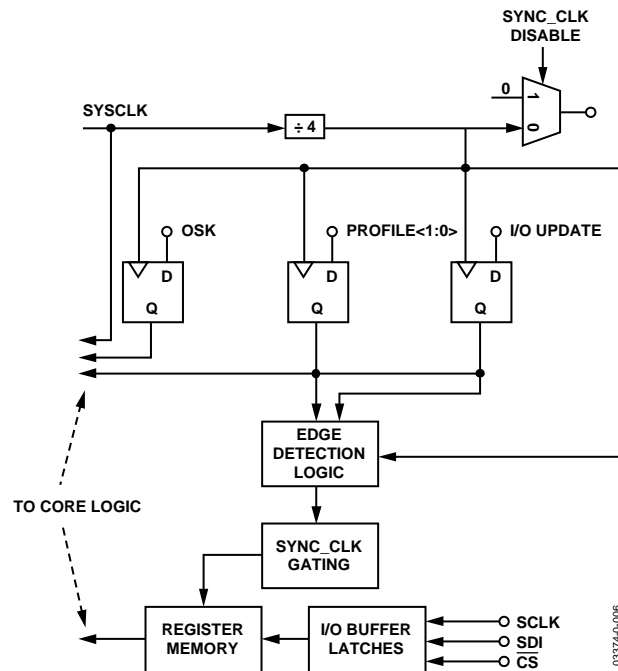 SYNC_CLK
DISABLE
0
1
0
SYSCLK
÷ 4
OSK
PROFILE<1:0>
I/O UPDATE
D
Q
D
Q
D
Q
EDGE
DETECTION
LOGIC
TO CORE LOGIC
SYNC_CLK
GATING
REGISTER
MEMORY
I/O BUFFER
LATCHES
SCLK
SDI
CS
03374-0-006